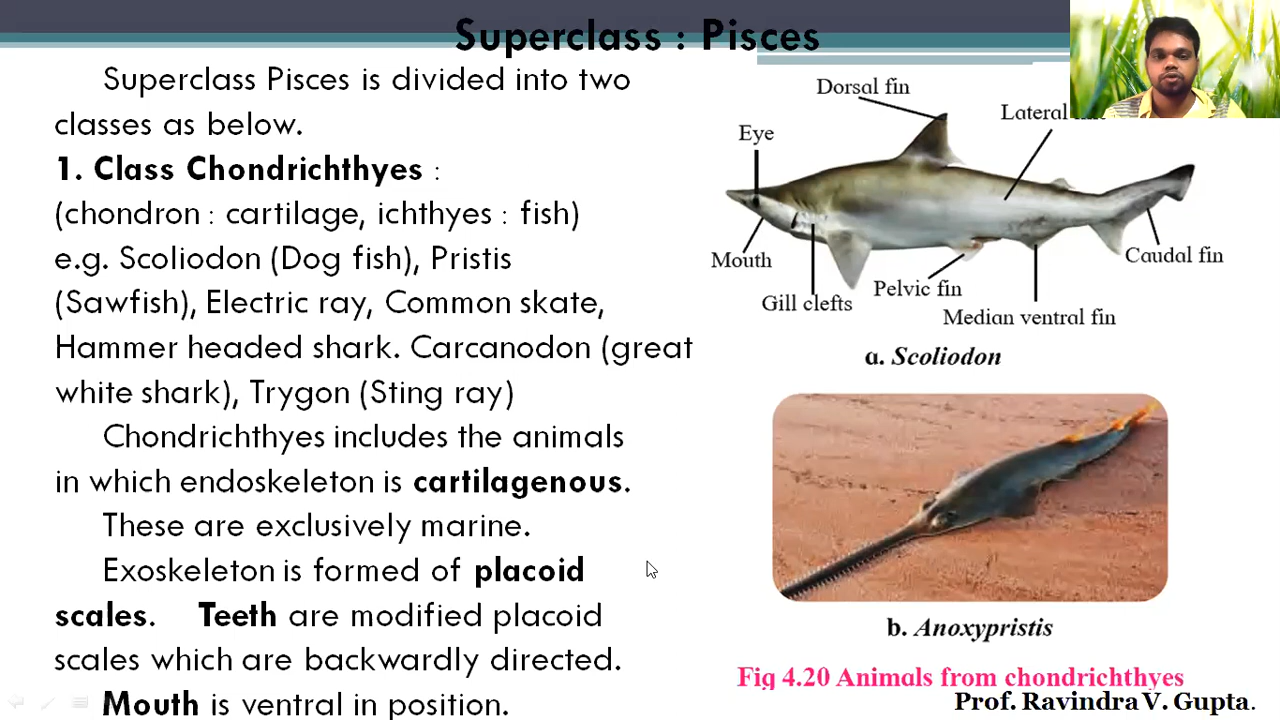 Superclass : Pisces
Superclass Pisces is divided into two
classes as below.
1. Class Chondrichthyes :
(chondron : cartilage, ichthyes : fish)
e.g. Scoliodon (Dog fish), Pristis
(Sawfish), Electric ray, Common skate,
Hammer headed shark. Carcanodon (great
white shark), Trygon (Sting ray)
Chondrichthyes includes the animals
in which endoskeleton is cartilagenous.
These are exclusively marine.
Exoskeleton is formed of placoid
scales. Teeth are modified placoid
scales which are backwardly directed.
Mouth is ventral in position.
Dorsal fin
Lateral
Eye
Mouth
Gill clefts
Pelvic fin
Median ventral fin
Caudal fin
a. Scoliodon
b. Anoxypristis
Fig 4.20 Animals from chondrichthyes
Prof. Ravindra V. Gupta.